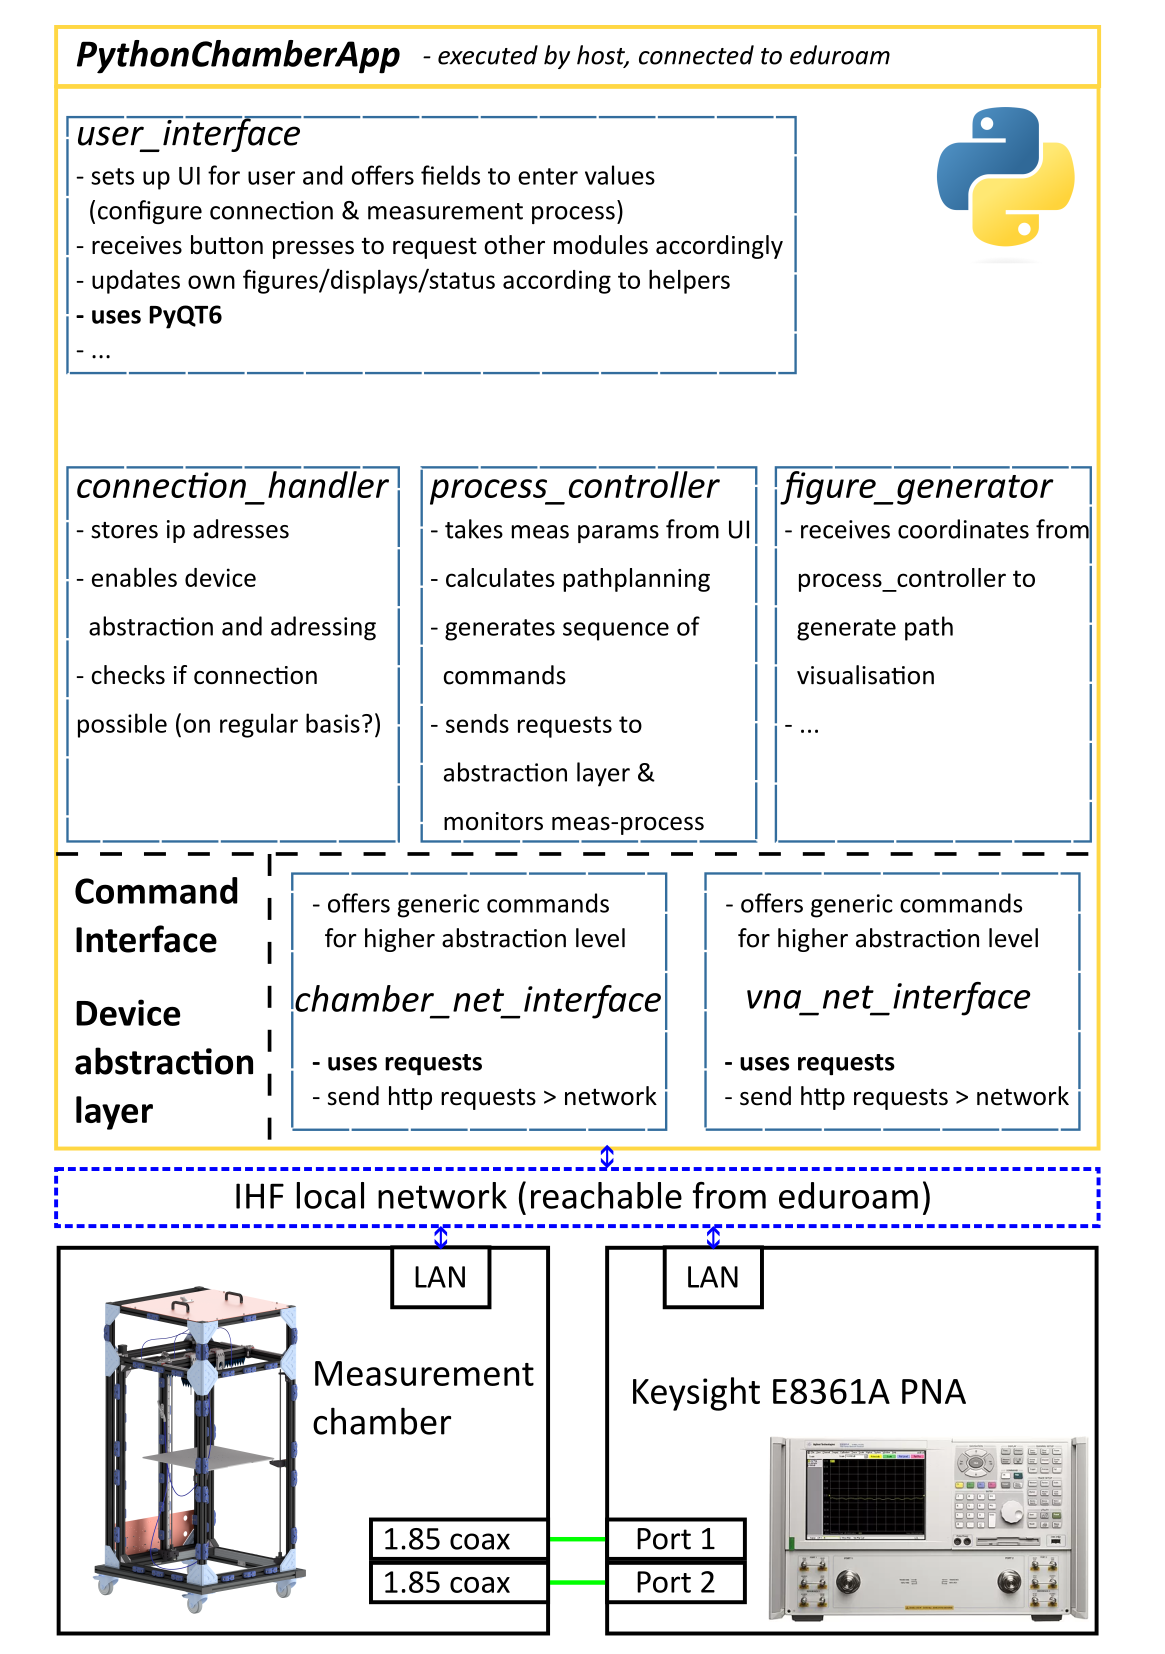 PythonChamberApp - executed by host, connected to eduroam
user_interface
- sets up UI for user and offers fields to enter values
(configure connection & measurement process)
- receives button presses to request other modules accordingly
- updates own figures/displays/status according to helpers
- uses PyQT6
- ...
connection_handler
- stores ip adresses
- enables device
abstraction and adressing
- checks if connection
possible (on regular basis?)
process_controller
- takes meas params from UI
- calculates pathplanning
- generates sequence of
commands
- sends requests to
abstraction layer &
monitors meas-process
figure_generator
- receives coordinates from
process_controller to
generate path
visualisation
- ...
Command
Interface
Device
abstraction
layer
- offers generic commands
for higher abstraction level
chamber_net_interface
- uses requests
- send http requests > network
- offers generic commands
for higher abstraction level
vna_net_interface
- uses requests
- send http requests > network
IHF local network (reachable from eduroam)
LAN
Measurement
chamber
1.85 coax
1.85 coax
LAN
Keysight E8361A PNA
Port 1
Port 2